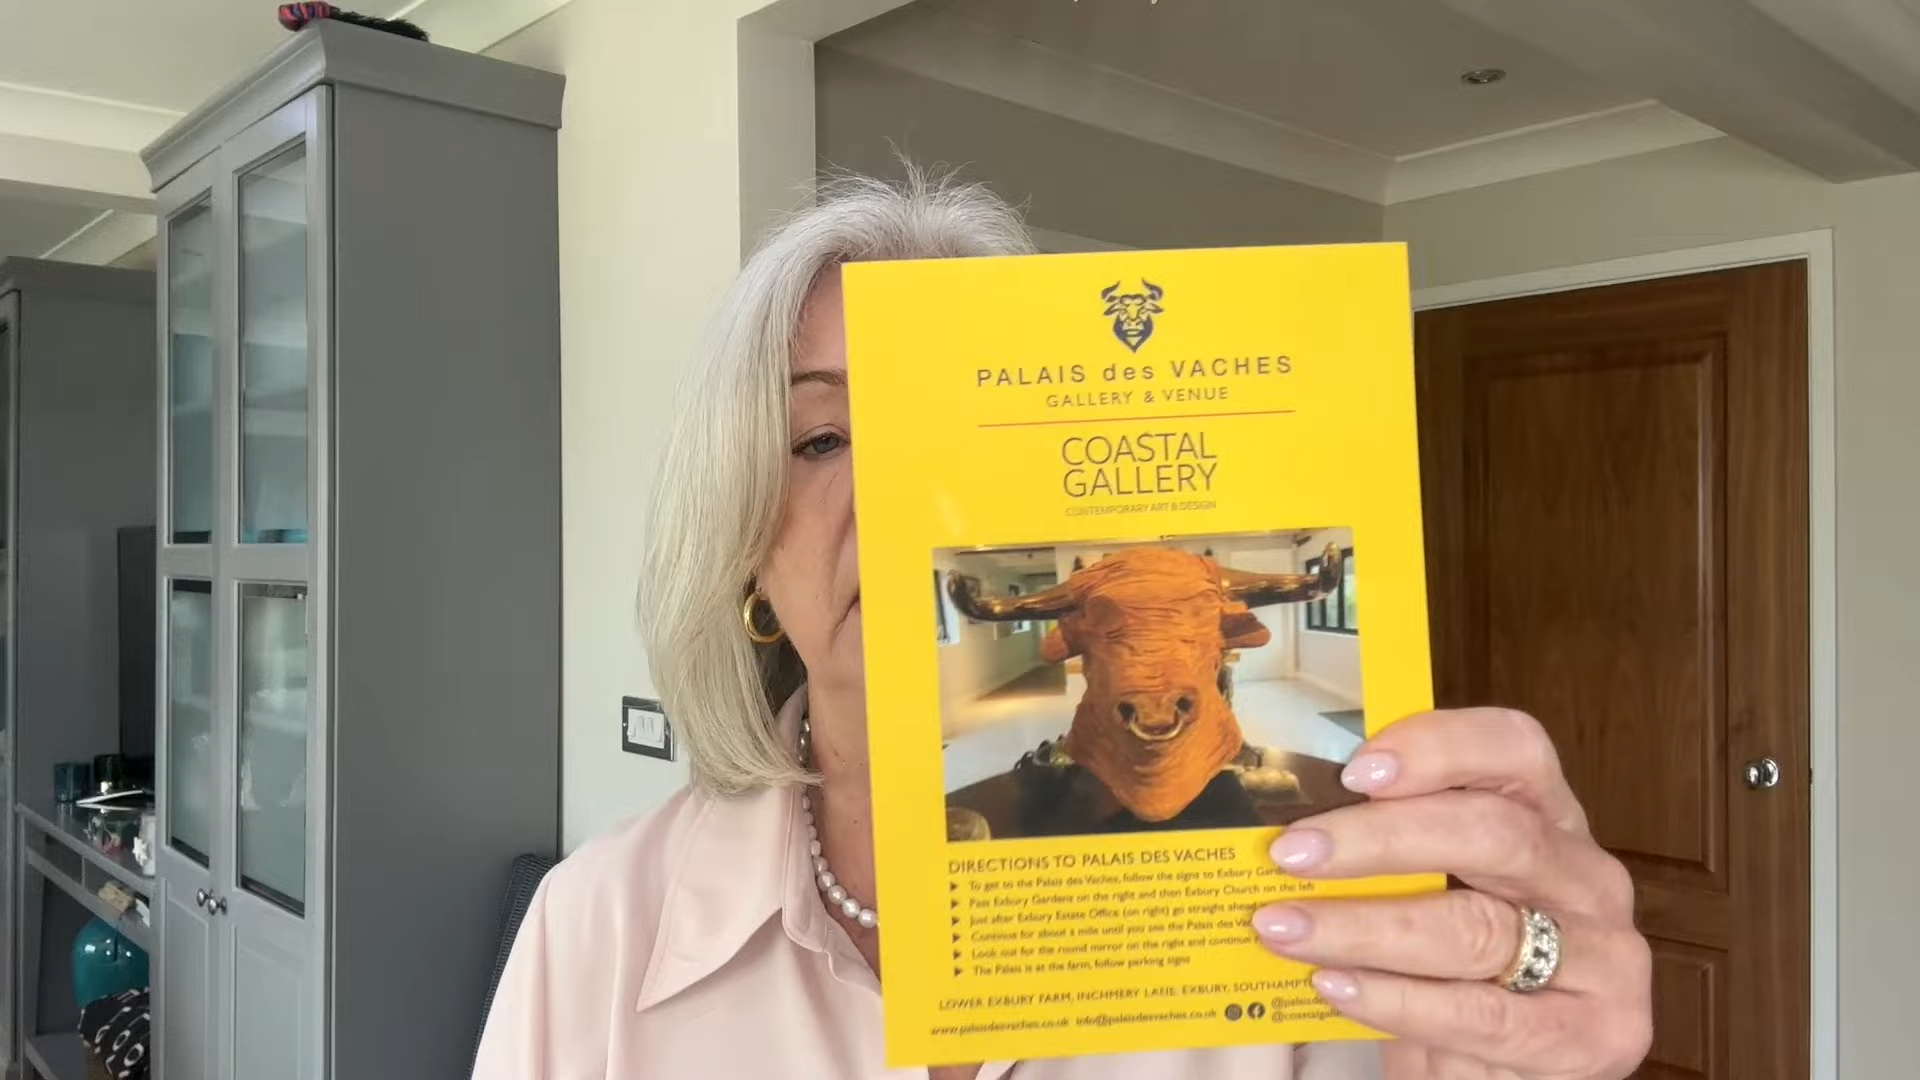 PALAIS des VACHES
GALLERY & VENUE
COASTAL
GALLERY
CONTEMPORARY ART & DESIGN
DIRECTIONS TO PALAIS DES VACHES
To get to the Palais des Vaches, follow the signs to Exbury
Pass Exbury Gardens on the right and then Exbury Church on the left
Just after Exbury Estate Office (on right) go straight ahead
Continue for about a mile until you see the Palais des
Look out for the round mirror on the right and continue
The Palais is at the farm, follow parking signs
LOWER EXBURY FARM, INCHMERY LANE, EXBURY,
www.palaisdesvaches.co.uk info@palaisdesvaches.co.uk